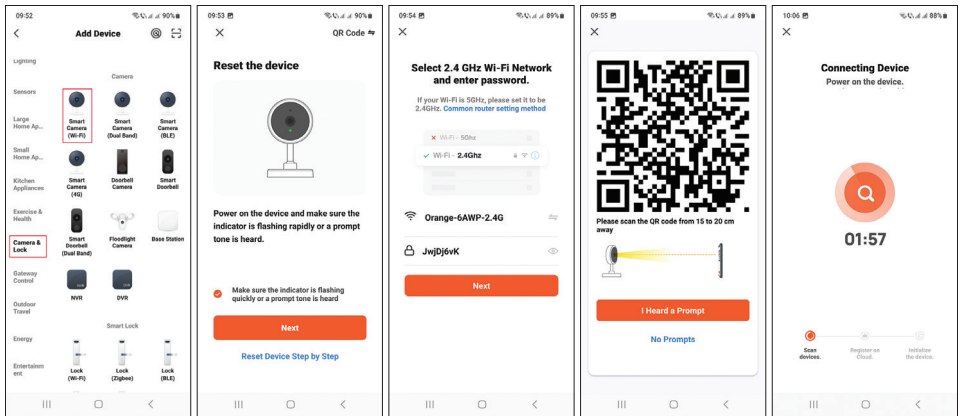 09:52
90%
Add Device
Lighting
Sensors
Large
Home Ap...
Small
Home Ap...
Kitchen
Appliances
Exercise &
Health
Camera &
Lock
Gateway
Control
Outdoor
Travel
Energy
Entertainm
ent
Camera
Smart
Camera
(Wi-Fi)
Smart
Camera
(Dual Band)
Smart
Camera
(BLE)
Smart
Camera
(4G)
Doorbell
Camera
Smart
Doorbell
Smart
Doorbell
(Dual Band)
Floodlight
Camera
Base Station
NVR
DVR
Smart Lock
Lock
(Wi-Fi)
Lock
(Zigbee)
Lock
(BLE)
09:53
90%
QR Code
Reset the device
Power on the device and make sure the
indicator is flashing rapidly or a prompt
tone is heard.
Make sure the indicator is flashing
quickly or a prompt tone is heard
Next
Reset Device Step by Step
09:54
89%
Select 2.4 GHz Wi-Fi Network
and enter password.
If your Wi-Fi is 5GHz, please set it to be
2.4GHz. Common router setting method
Wi-Fi - 5Ghz
Wi-Fi - 2.4Ghz
Orange-6AWP-2.4G
JwjDj6vK
Next
09:55
89%
Please scan the QR code from 15 to 20 cm
away
I Heard a Prompt
No Prompts
10:06
88%
Connecting Device
Power on the device.
01:57
Scan
devices.
Register on
Cloud.
Initialize
the device.